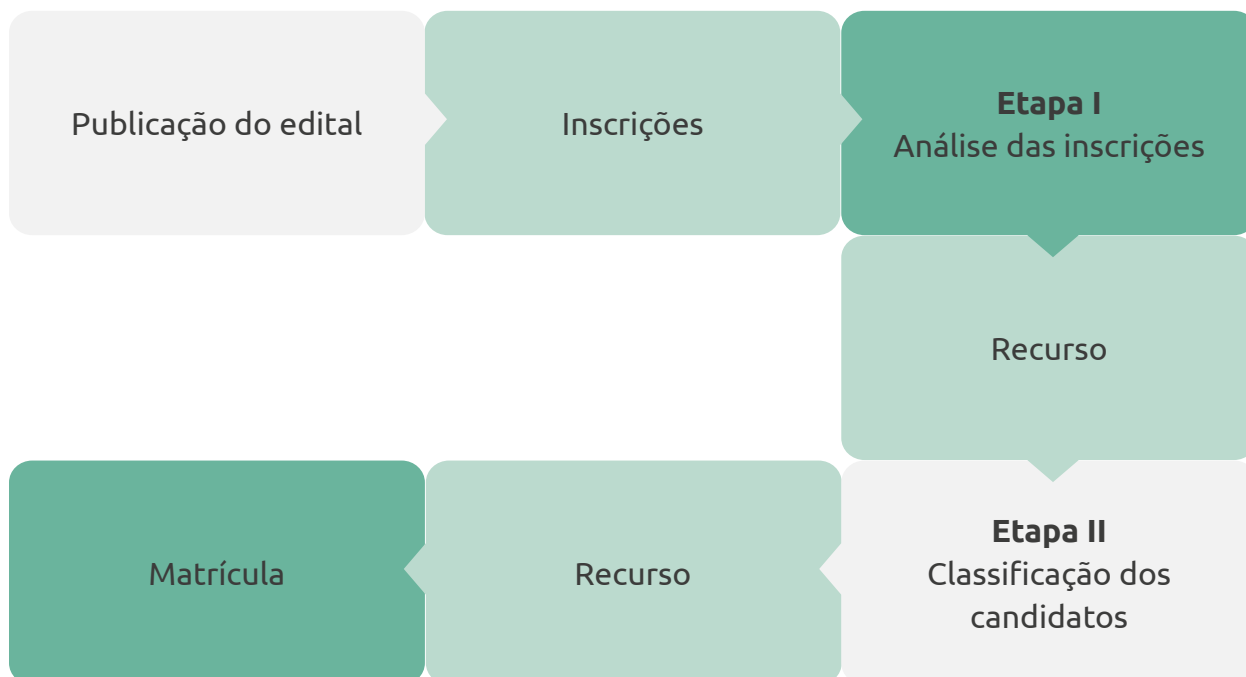 Publicação do edital
Inscrições
Etapa I
Análise das inscrições
Recurso
Etapa II
Classificação dos
candidatos
Recurso
Matrícula